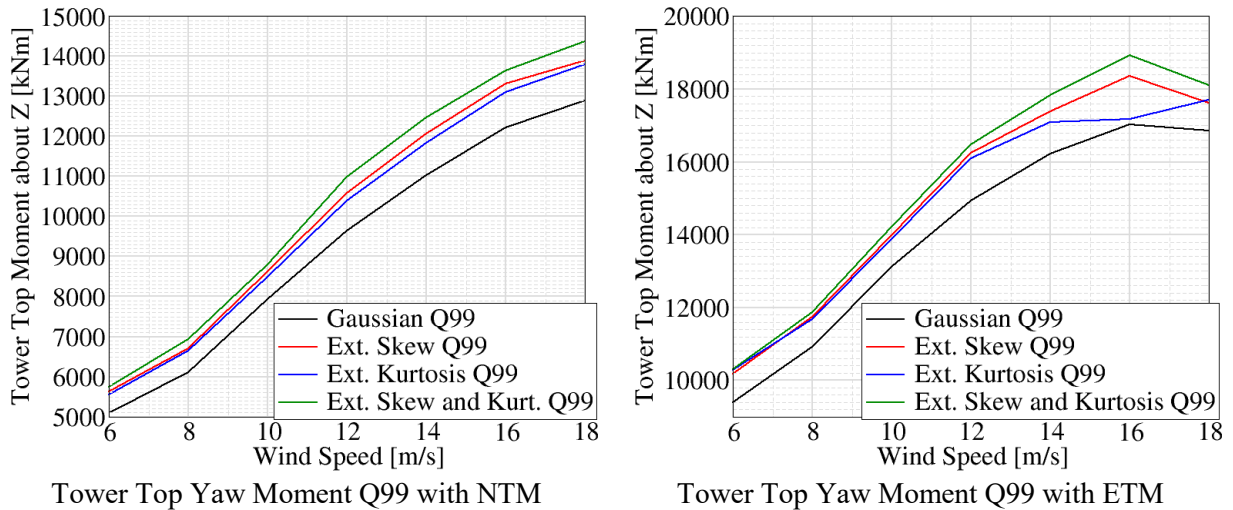 Tower Top Moment about Z [kNm]
15000
14000
13000
12000
11000
10000
9000
8000
7000
6000
5000
Gaussian Q99
Ext. Skew Q99
Ext. Kurtosis Q99
Ext. Skew and Kurt. Q99
6 8 10 12 14 16 18
Wind Speed [m/s]
Tower Top Yaw Moment Q99 with NTM
Tower Top Moment about Z [kNm]
20000
18000
16000
14000
12000
10000
Gaussian Q99
Ext. Skew Q99
Ext. Kurtosis Q99
Ext. Skew and Kurtosis Q99
6 8 10 12 14 16 18
Wind Speed [m/s]
Tower Top Yaw Moment Q99 with ETM